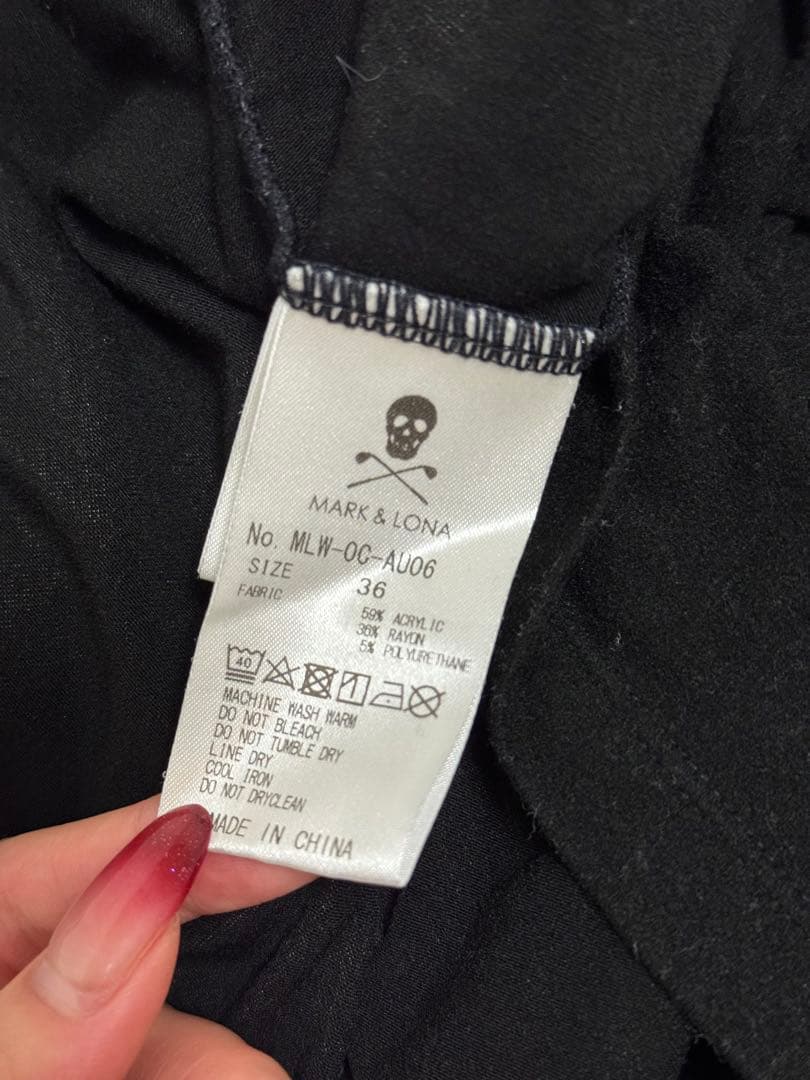 MARK & LONA
No. MLW-OC-AU06
SIZE 36
FABRIC 59% ACRYLIC
36% RAYON
5% POLYURETHANE
40
MACHINE WASH WARM
DO NOT BLEACH
DO NOT TUMBLE DRY
LINE DRY
COOL IRON
DO NOT DRYCLEAN
MADE IN CHINA